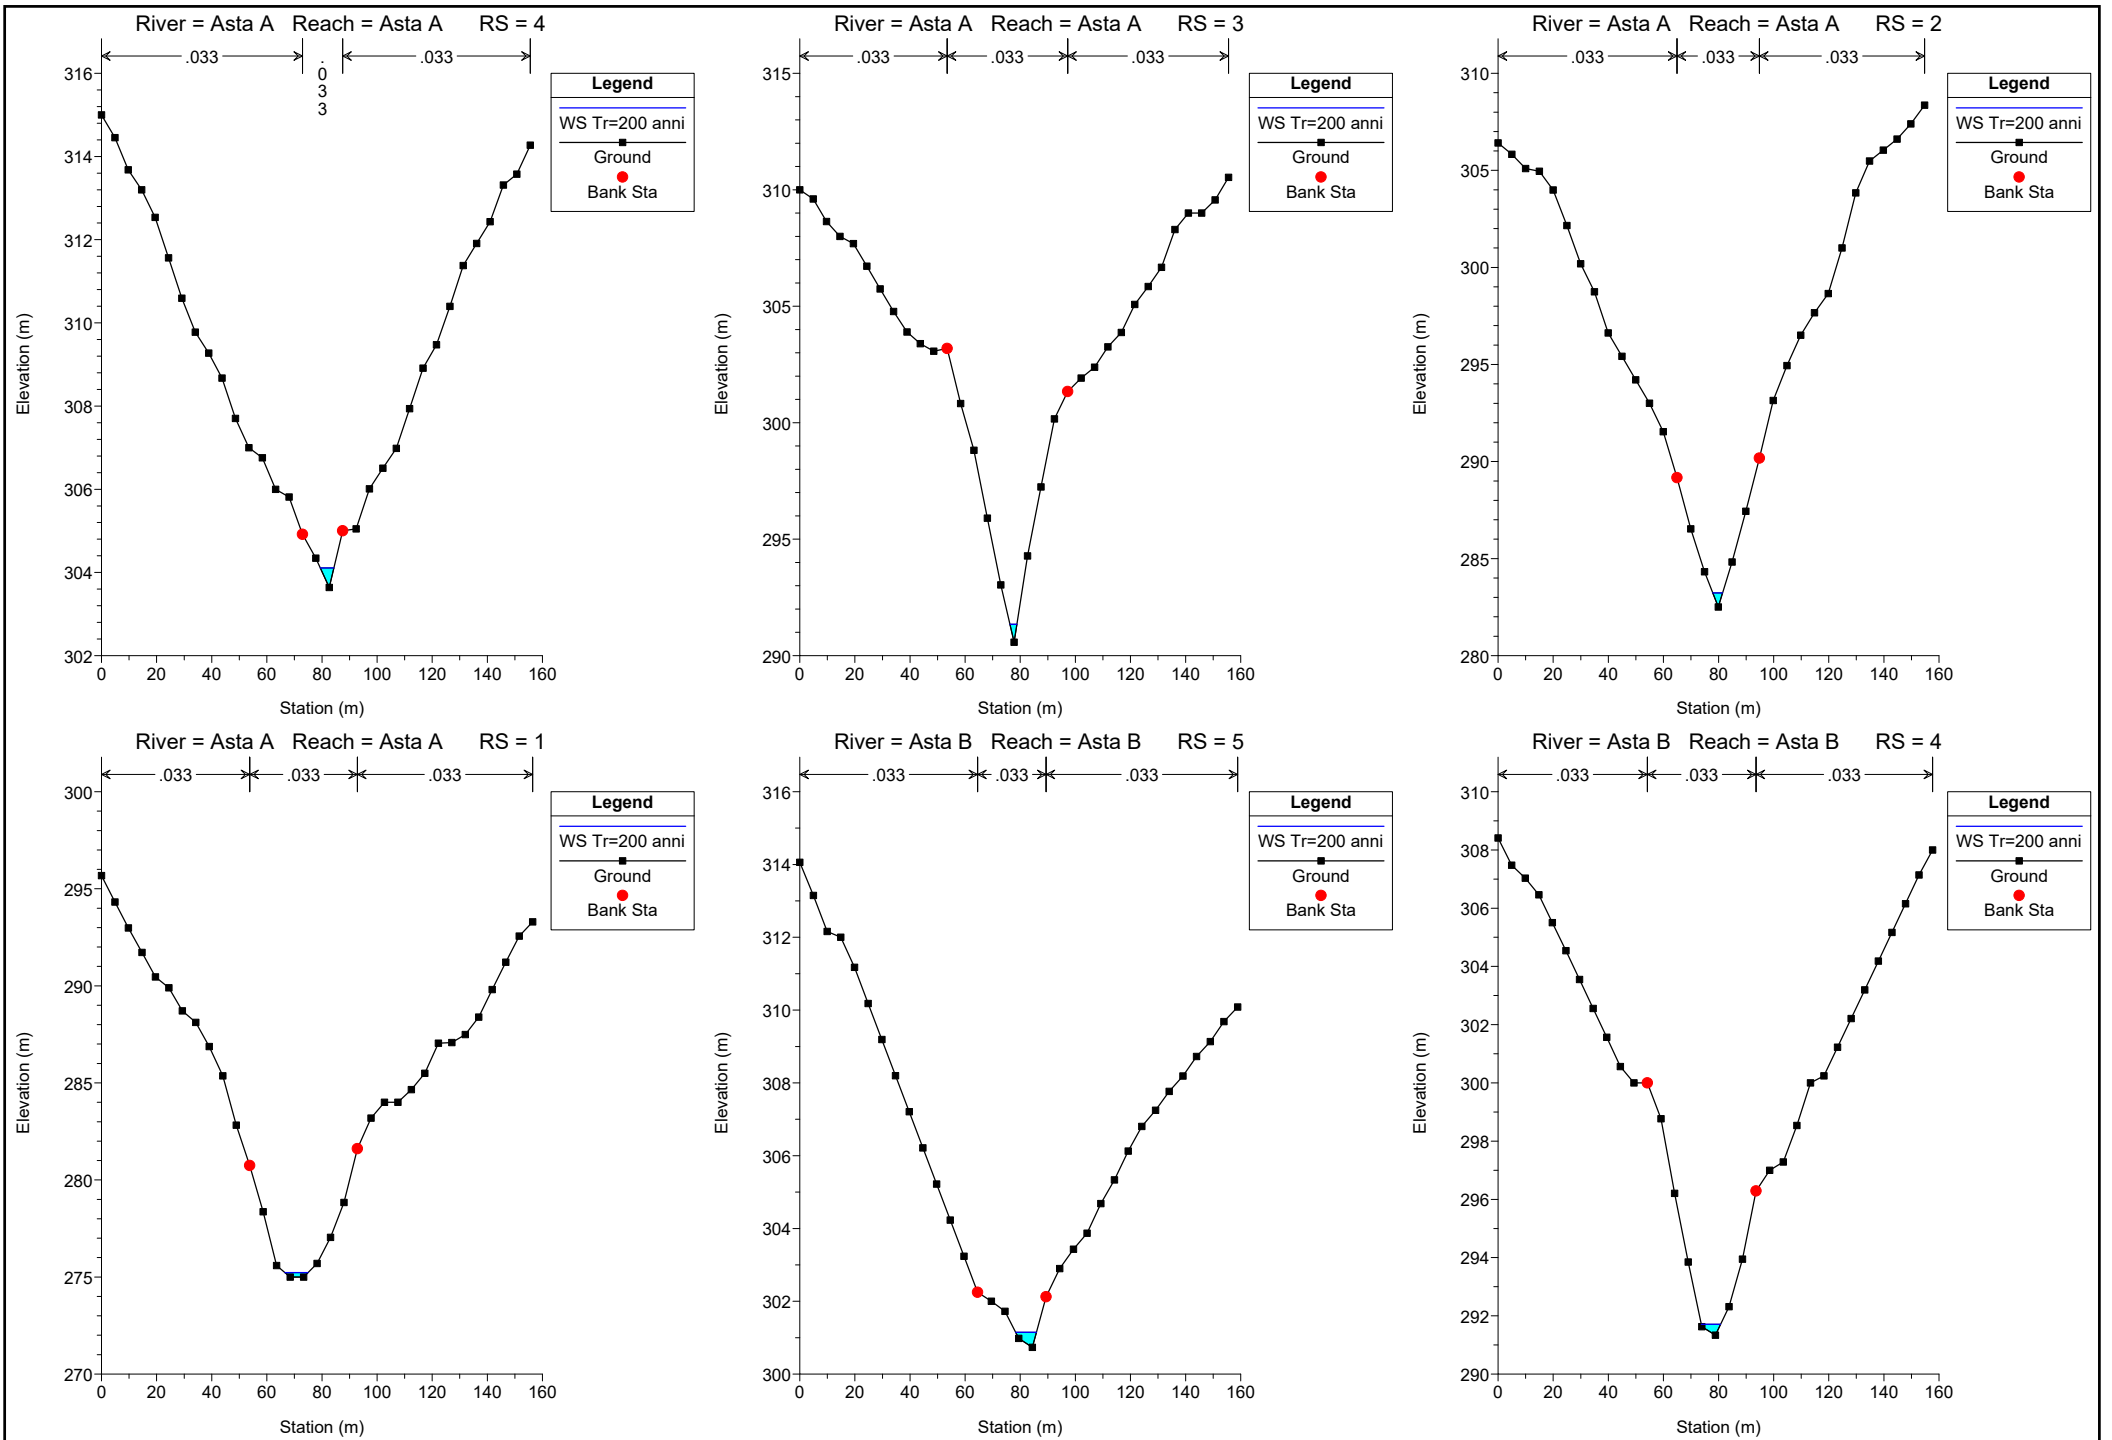 River = Asta A Reach = Asta A RS = 4
.033 .033 .033
316
314
312
310
308
306
304
302
0 20 40 60 80 100 120 140 160
Elevation (m)
Station (m)
Legend
WS Tr=200 anni
Ground
Bank Sta
River = Asta A Reach = Asta A RS = 3
.033 .033 .033
315
310
305
300
295
290
0 20 40 60 80 100 120 140 160
Elevation (m)
Station (m)
Legend
WS Tr=200 anni
Ground
Bank Sta
River = Asta A Reach = Asta A RS = 2
.033 .033 .033
310
305
300
295
290
285
280
0 20 40 60 80 100 120 140 160
Elevation (m)
Station (m)
Legend
WS Tr=200 anni
Ground
Bank Sta
River = Asta A Reach = Asta A RS = 1
.033 .033 .033
300
295
290
285
280
275
270
0 20 40 60 80 100 120 140 160
Elevation (m)
Station (m)
Legend
WS Tr=200 anni
Ground
Bank Sta
River = Asta B Reach = Asta B RS = 5
.033 .033 .033
316
314
312
310
308
306
304
302
300
0 20 40 60 80 100 120 140 160
Elevation (m)
Station (m)
Legend
WS Tr=200 anni
Ground
Bank Sta
River = Asta B Reach = Asta B RS = 4
.033 .033 .033
310
308
306
304
302
300
298
296
294
292
290
0 20 40 60 80 100 120 140 160
Elevation (m)
Station (m)
Legend
WS Tr=200 anni
Ground
Bank Sta